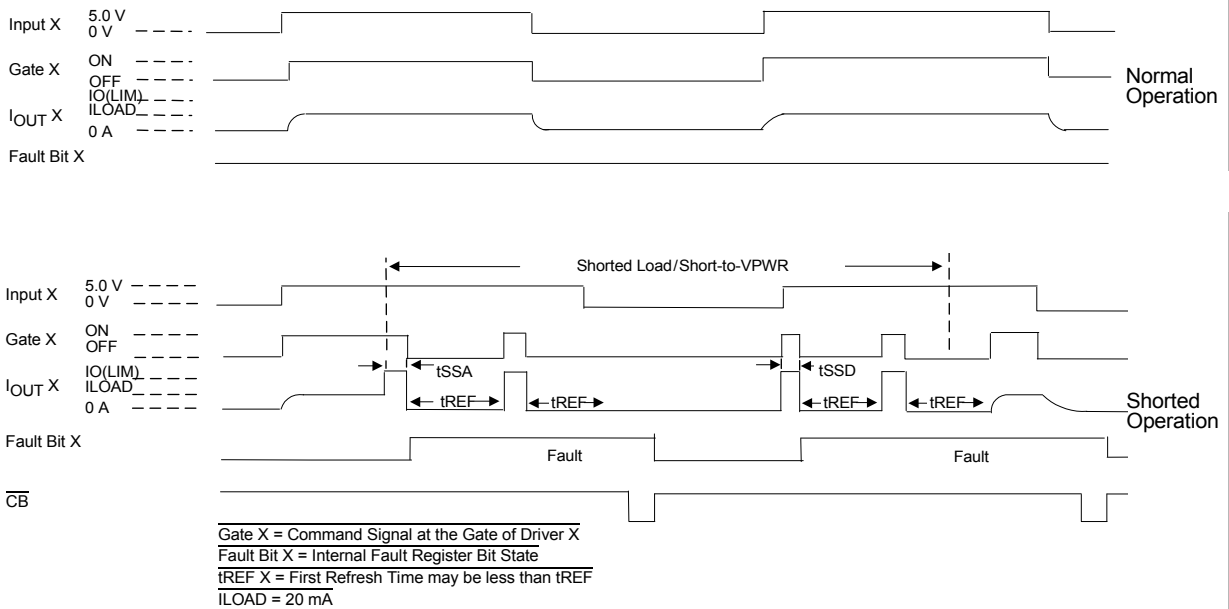 Input X
5.0 V
0 V
Gate X
ON
OFF
IOUT X
IO(LIM)
ILOAD
0 A
Fault Bit X
Normal
Operation
Shorted Load/Short-to-VPWR
Input X
5.0 V
0 V
Gate X
ON
OFF
IOUT X
IO(LIM)
ILOAD
0 A
tSSA
tSSD
tREF
tREF
tREF
tREF
Shorted
Operation
Fault Bit X
Fault
Fault
CB
Gate X = Command Signal at the Gate of Driver X
Fault Bit X = Internal Fault Register Bit State
tREF X = First Refresh Time may be less than tREF
ILOAD = 20 mA